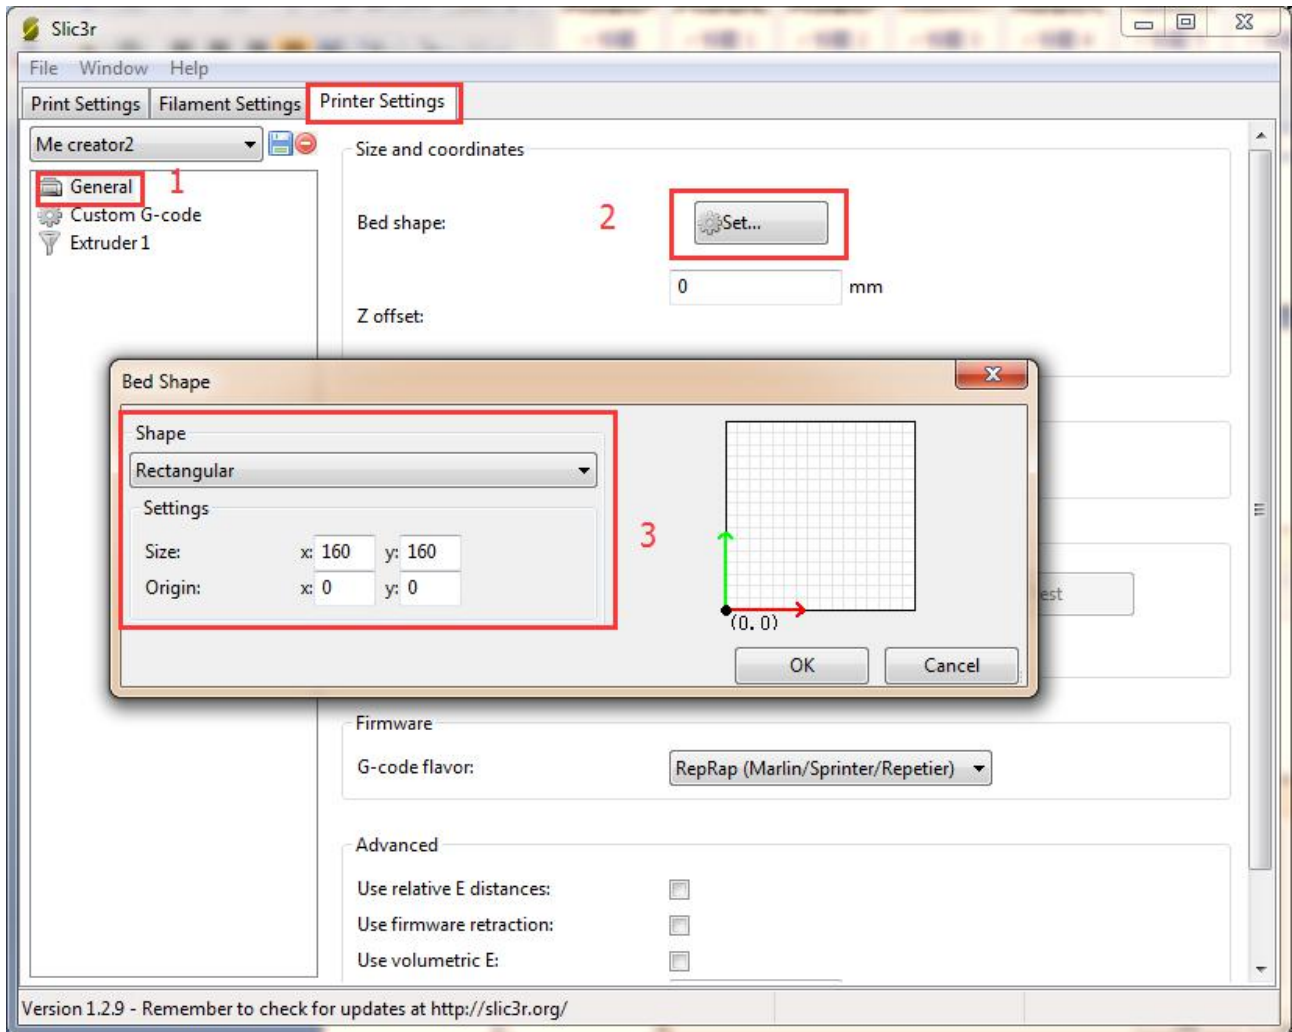 Slic3r
File Window Help
Print Settings Filament Settings Printer Settings
Me creator2
General 1
Custom G-code
Extruder 1
Size and coordinates
Bed shape: 2 Set...
0 mm
Z offset:
Bed Shape
Shape
Rectangular
Settings
Size: x: 160 y: 160
Origin: x: 0 y: 0
3
(0, 0)
OK Cancel
Firmware
G-code flavor: RepRap (Marlin/Sprinter/Repetier)
Advanced
Use relative E distances:
Use firmware retraction:
Use volumetric E:
Version 1.2.9 - Remember to check for updates at http://slic3r.org/